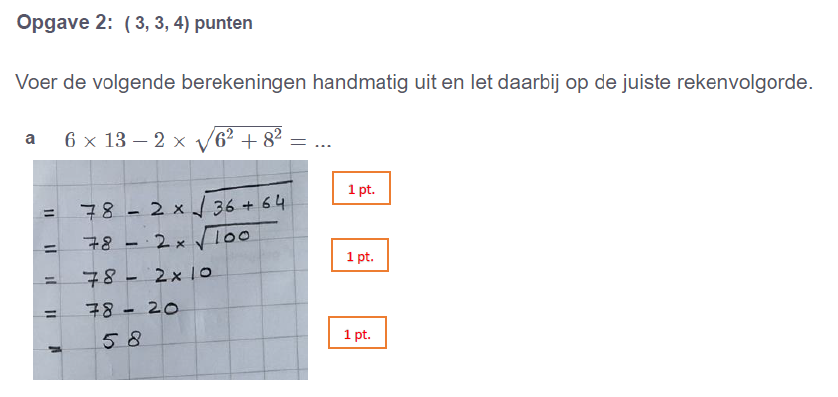 Opgave 2: ( 3, 3, 4) punten
Voer de volgende berekeningen handmatig uit en let daarbij op de juiste rekenvolgorde.
a 6 × 13 − 2 × √(6² + 8²) = ...
= 78 - 2 × √(36 + 64) 1 pt.
= 78 - 2 × √100 1 pt.
= 78 - 2 × 10
= 78 - 20
= 58 1 pt.